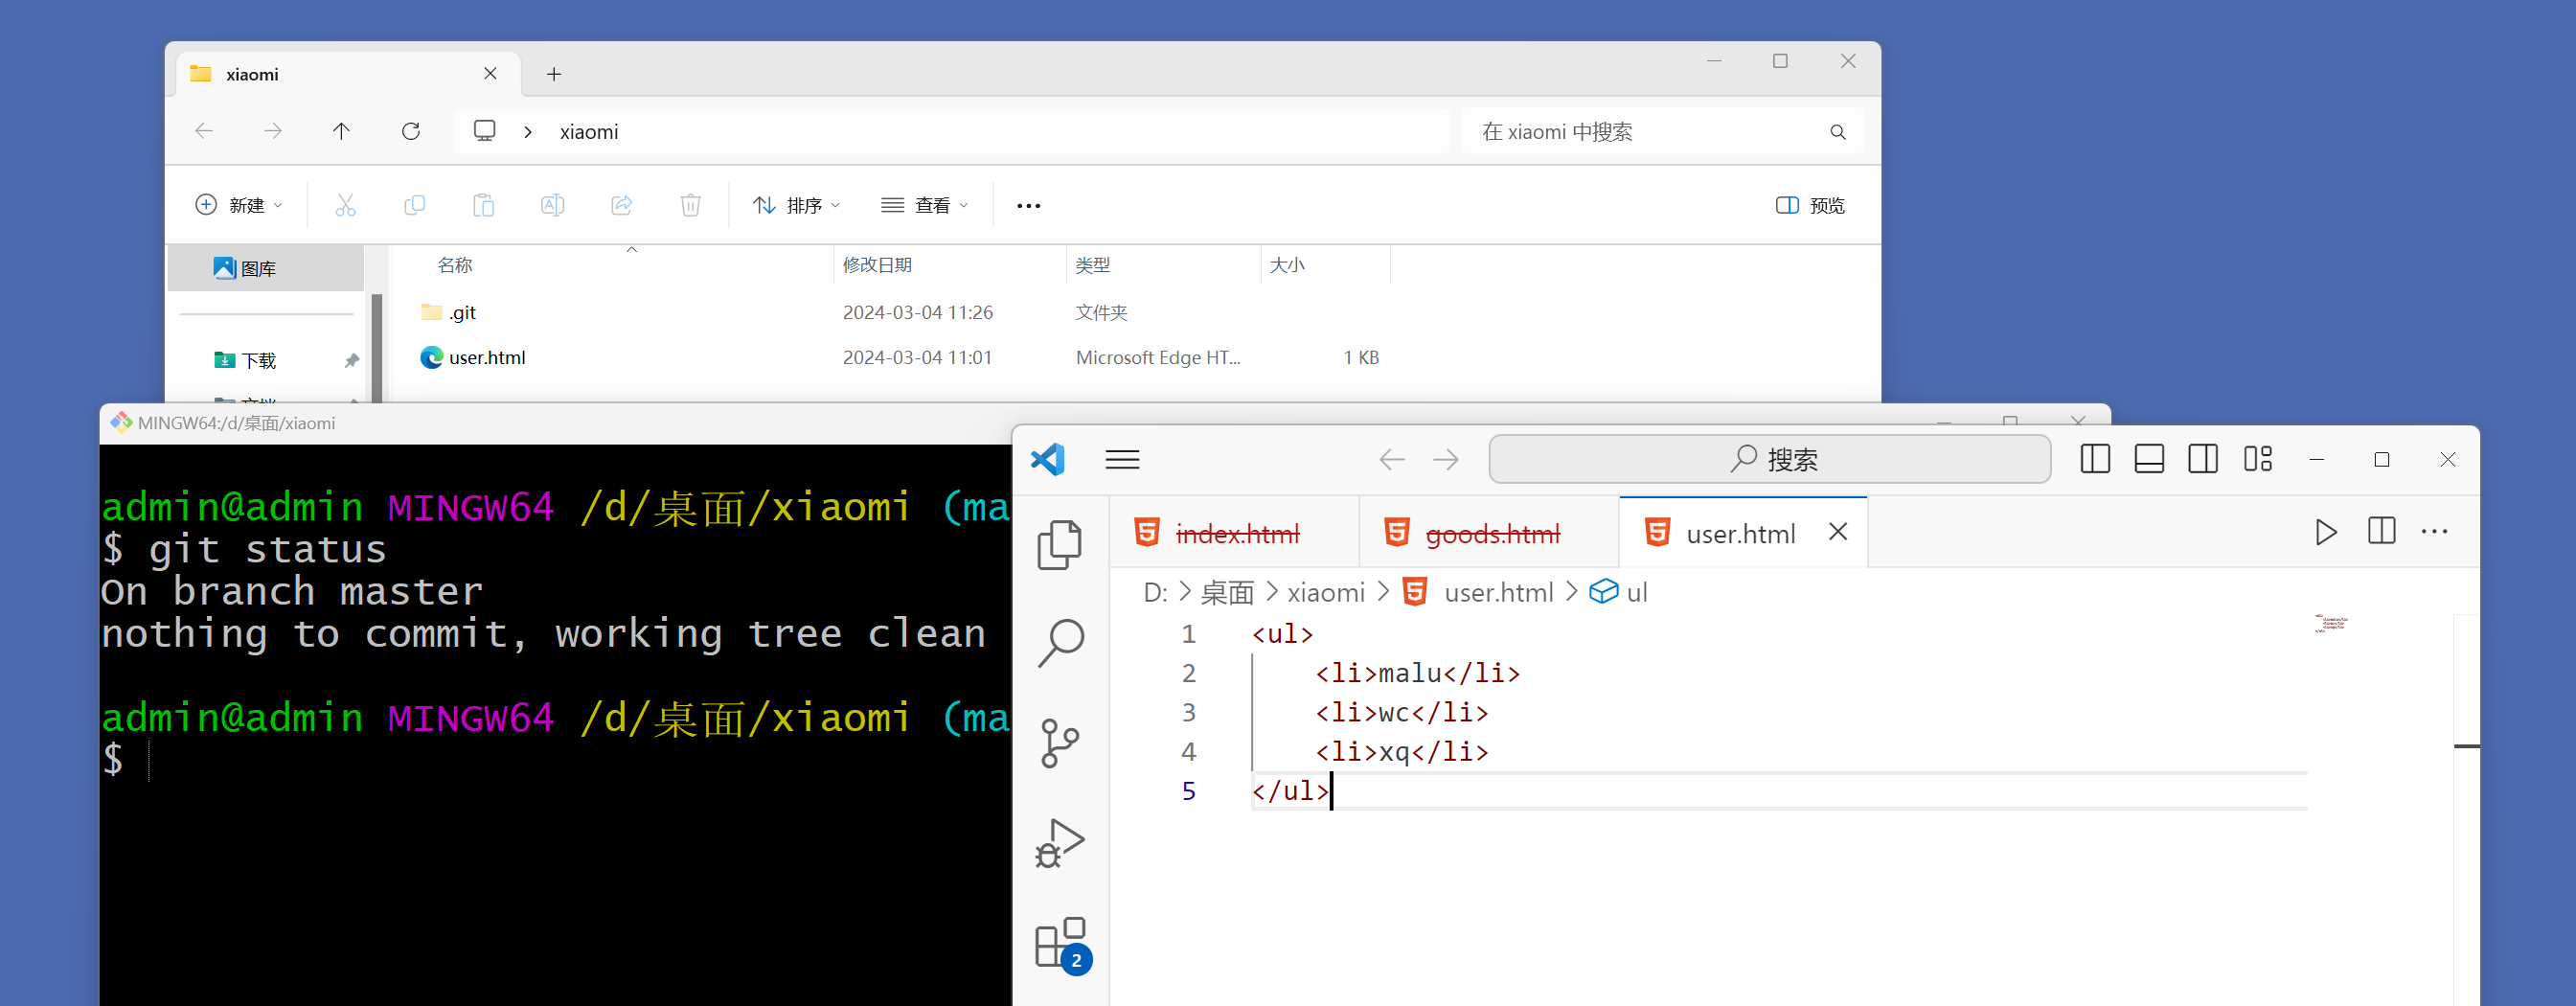 xiaomi
xiaomi
在 xiaomi 中搜索
新建
排序
查看
预览
图库
名称
修改日期
类型
大小
.git
2024-03-04 11:26
文件夹
下载
user.html
2024-03-04 11:01
Microsoft Edge HT...
1 KB
MINGW64:/d/桌面/xiaomi
admin@admin MINGW64 /d/桌面/xiaomi (ma
$ git status
On branch master
nothing to commit, working tree clean
admin@admin MINGW64 /d/桌面/xiaomi (ma
$
搜索
index.html
goods.html
user.html
D: > 桌面 > xiaomi > user.html > ul
1 <ul>
2 <li>malu</li>
3 <li>wc</li>
4 <li>xq</li>
5 </ul>
2